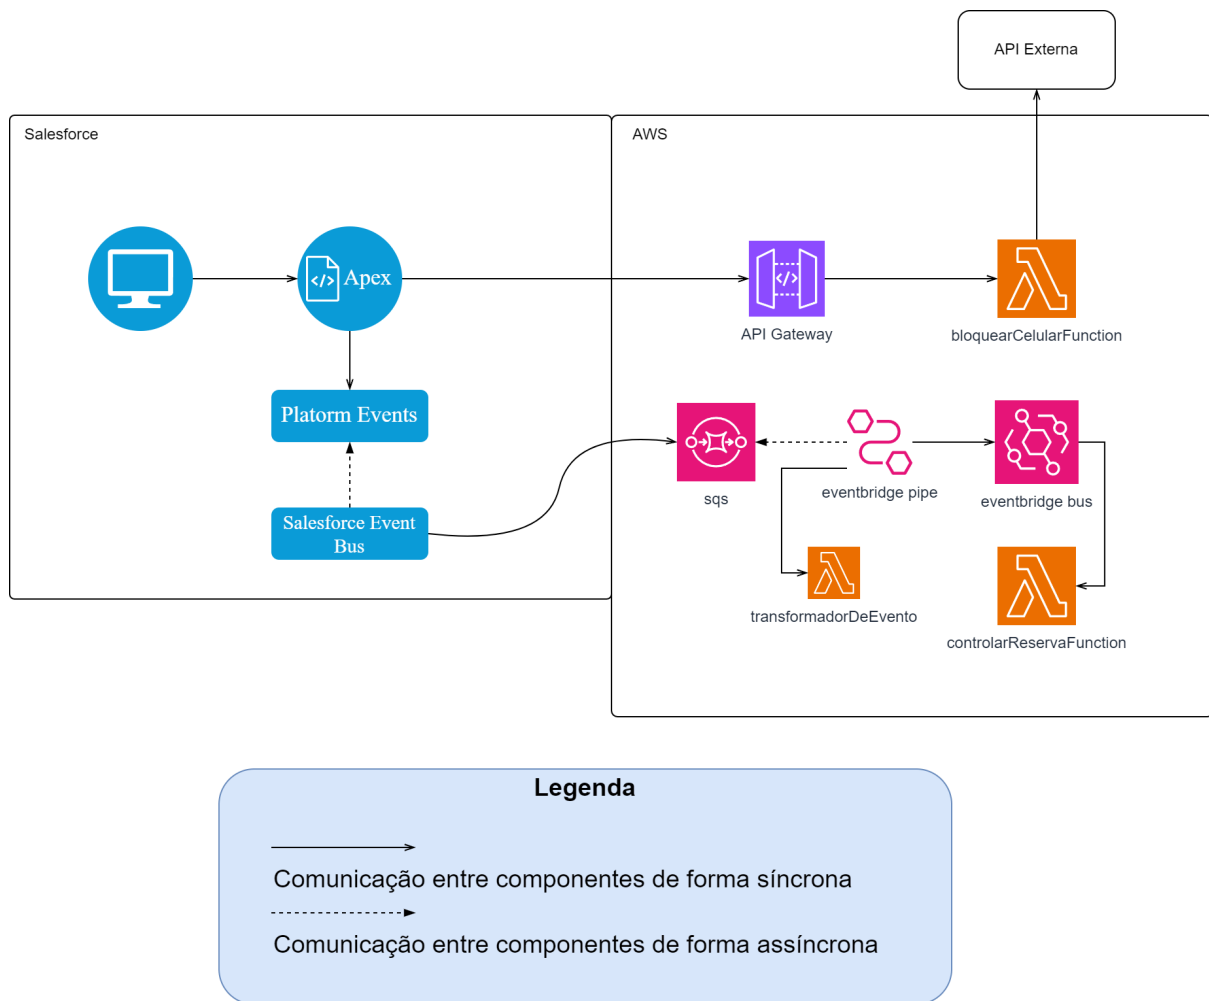 API Externa
Salesforce
AWS
</> Apex
</>
API Gateway
bloquearCelularFunction
Platorm Events
sqs
eventbridge pipe
eventbridge bus
Salesforce Event
Bus
transformadorDeEvento
controlarReservaFunction
Legenda
Comunicação entre componentes de forma síncrona
Comunicação entre componentes de forma assíncrona